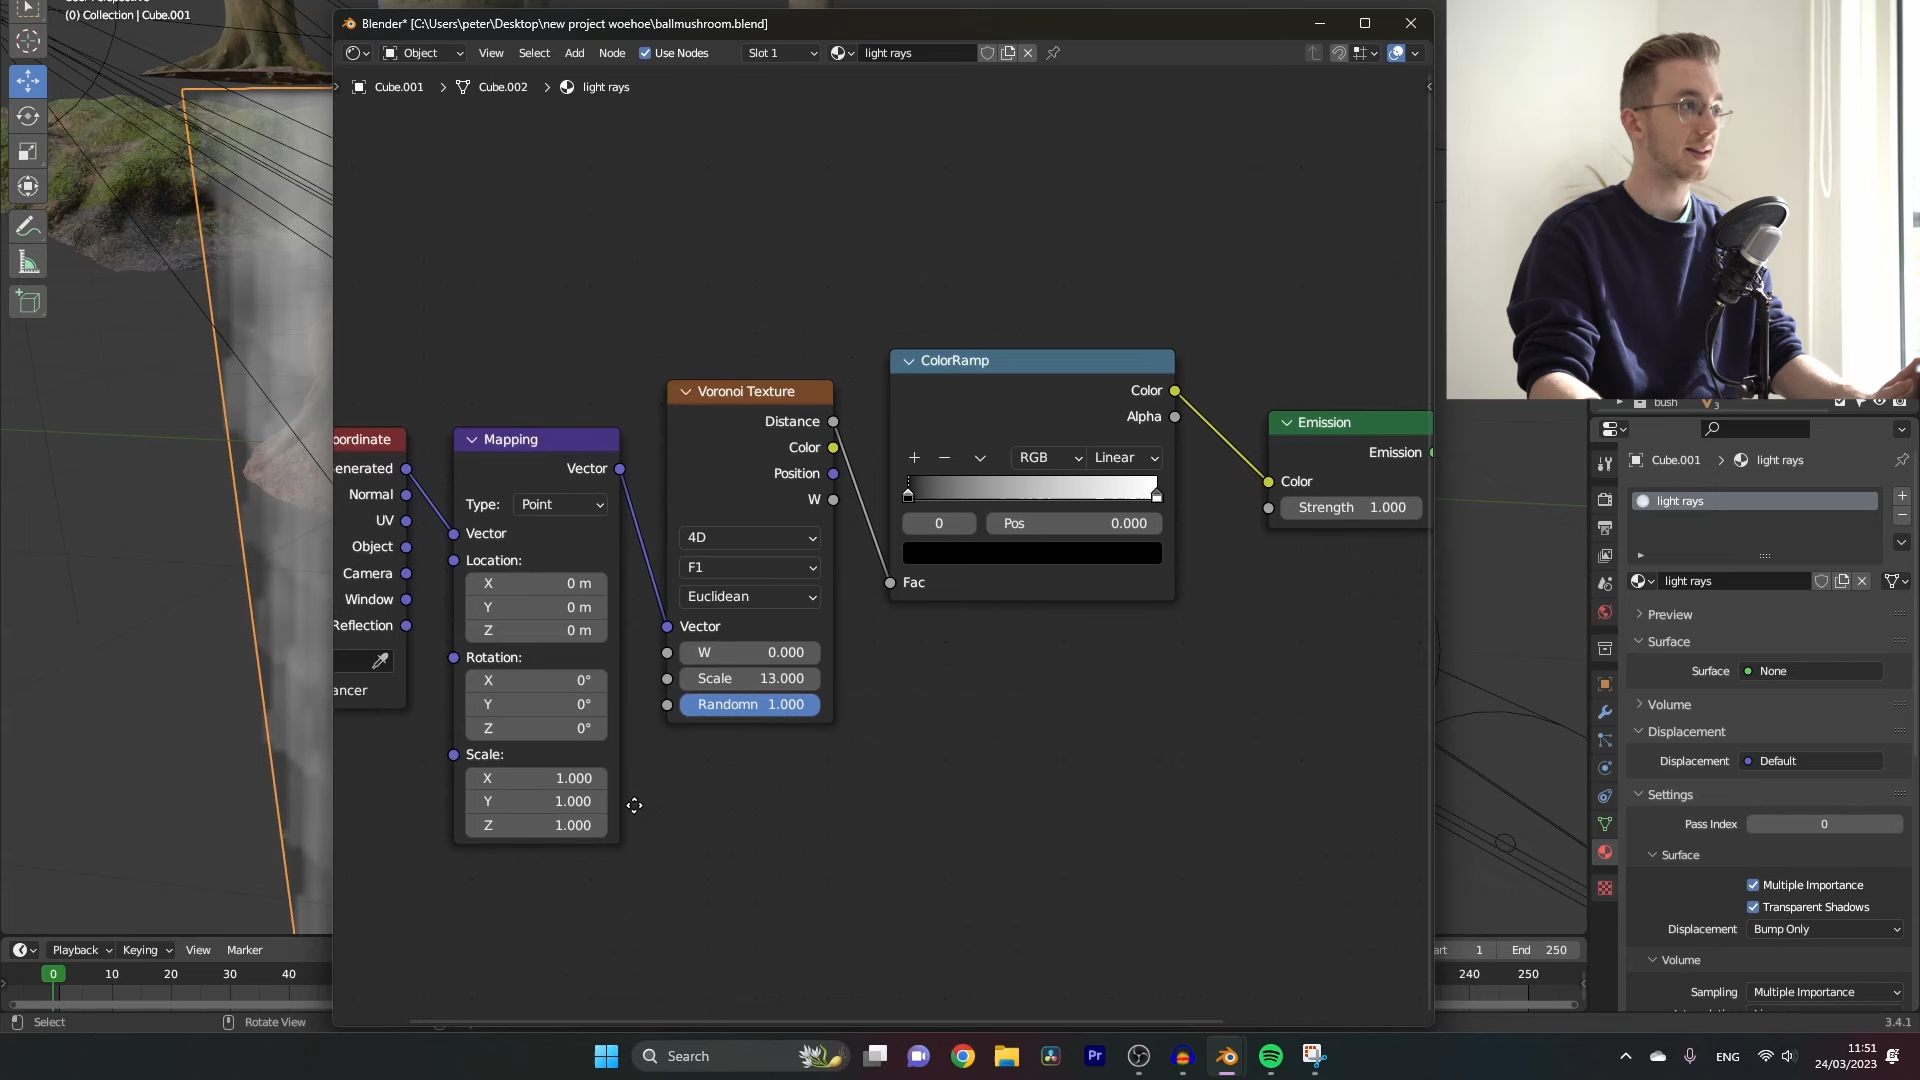 (0) Collection | Cube.001
Blender* [C:\Users\peter\Desktop\new project woehoe\ballmushroom.blend]
Object View Select Add Node Use Nodes Slot 1 light rays
Cube.001 > Cube.002 > light rays
ColorRamp
Color
Alpha
+ − RGB Linear
0 Pos 0.000
Fac
Voronoi Texture
Distance
Color
Position
W
4D
F1
Euclidean
Vector
W 0.000
Scale 13.000
Randomn 1.000
Emission
Emission
Color
Strength 1.000
oordinate
enerated
Normal
UV
Object
Camera
Window
Reflection
ancer
Mapping
Vector
Type: Point
Vector
Location:
X 0 m
Y 0 m
Z 0 m
Rotation:
X 0°
Y 0°
Z 0°
Scale:
X 1.000
Y 1.000
Z 1.000
bush 3
Cube.001 > light rays
light rays
light rays
Preview
Surface
Surface None
Volume
Displacement
Displacement Default
Settings
Pass Index 0
Surface
Multiple Importance
Transparent Shadows
Displacement Bump Only
Volume
Sampling Multiple Importance
Playback Keying View Marker
art 1 End 250
0 10 20 30 40 240 250
Select Rotate View 3.4.1
Search Pr ENG 11:51
24/03/2023